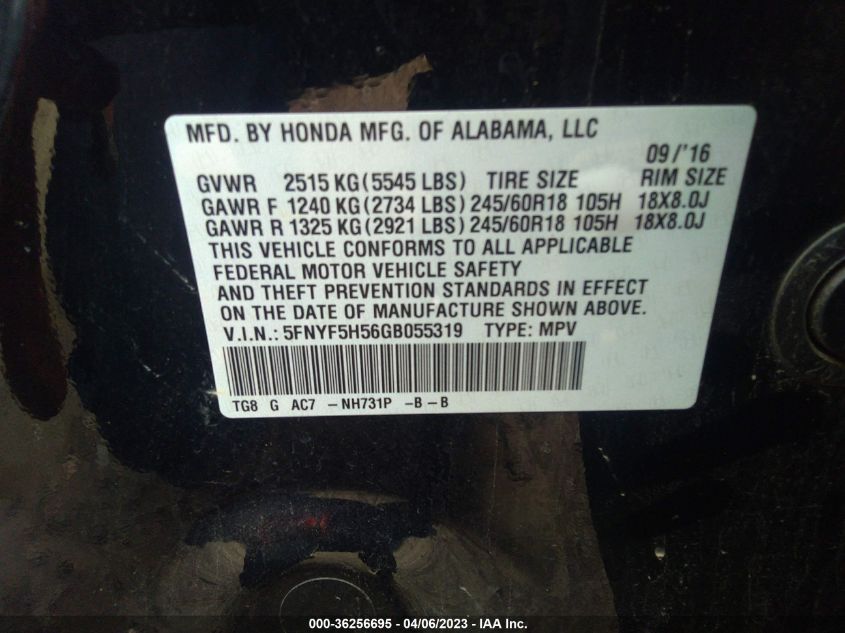 MFD. BY HONDA MFG. OF ALABAMA, LLC
09/'16
GVWR 2515 KG(5545 LBS) TIRE SIZE RIM SIZE
GAWR F 1240 KG(2734 LBS) 245/60R18 105H 18X8.0J
GAWR R 1325 KG(2921 LBS) 245/60R18 105H 18X8.0J
THIS VEHICLE CONFORMS TO ALL APPLICABLE
FEDERAL MOTOR VEHICLE SAFETY
AND THEFT PREVENTION STANDARDS IN EFFECT
ON THE DATE OF MANUFACTURE SHOWN ABOVE.
V.I.N.: 5FNYF5H56GB055319 TYPE: MPV
TG8 G AC7 -NH731P -B-B
000-36256695 - 04/06/2023 - IAA Inc.